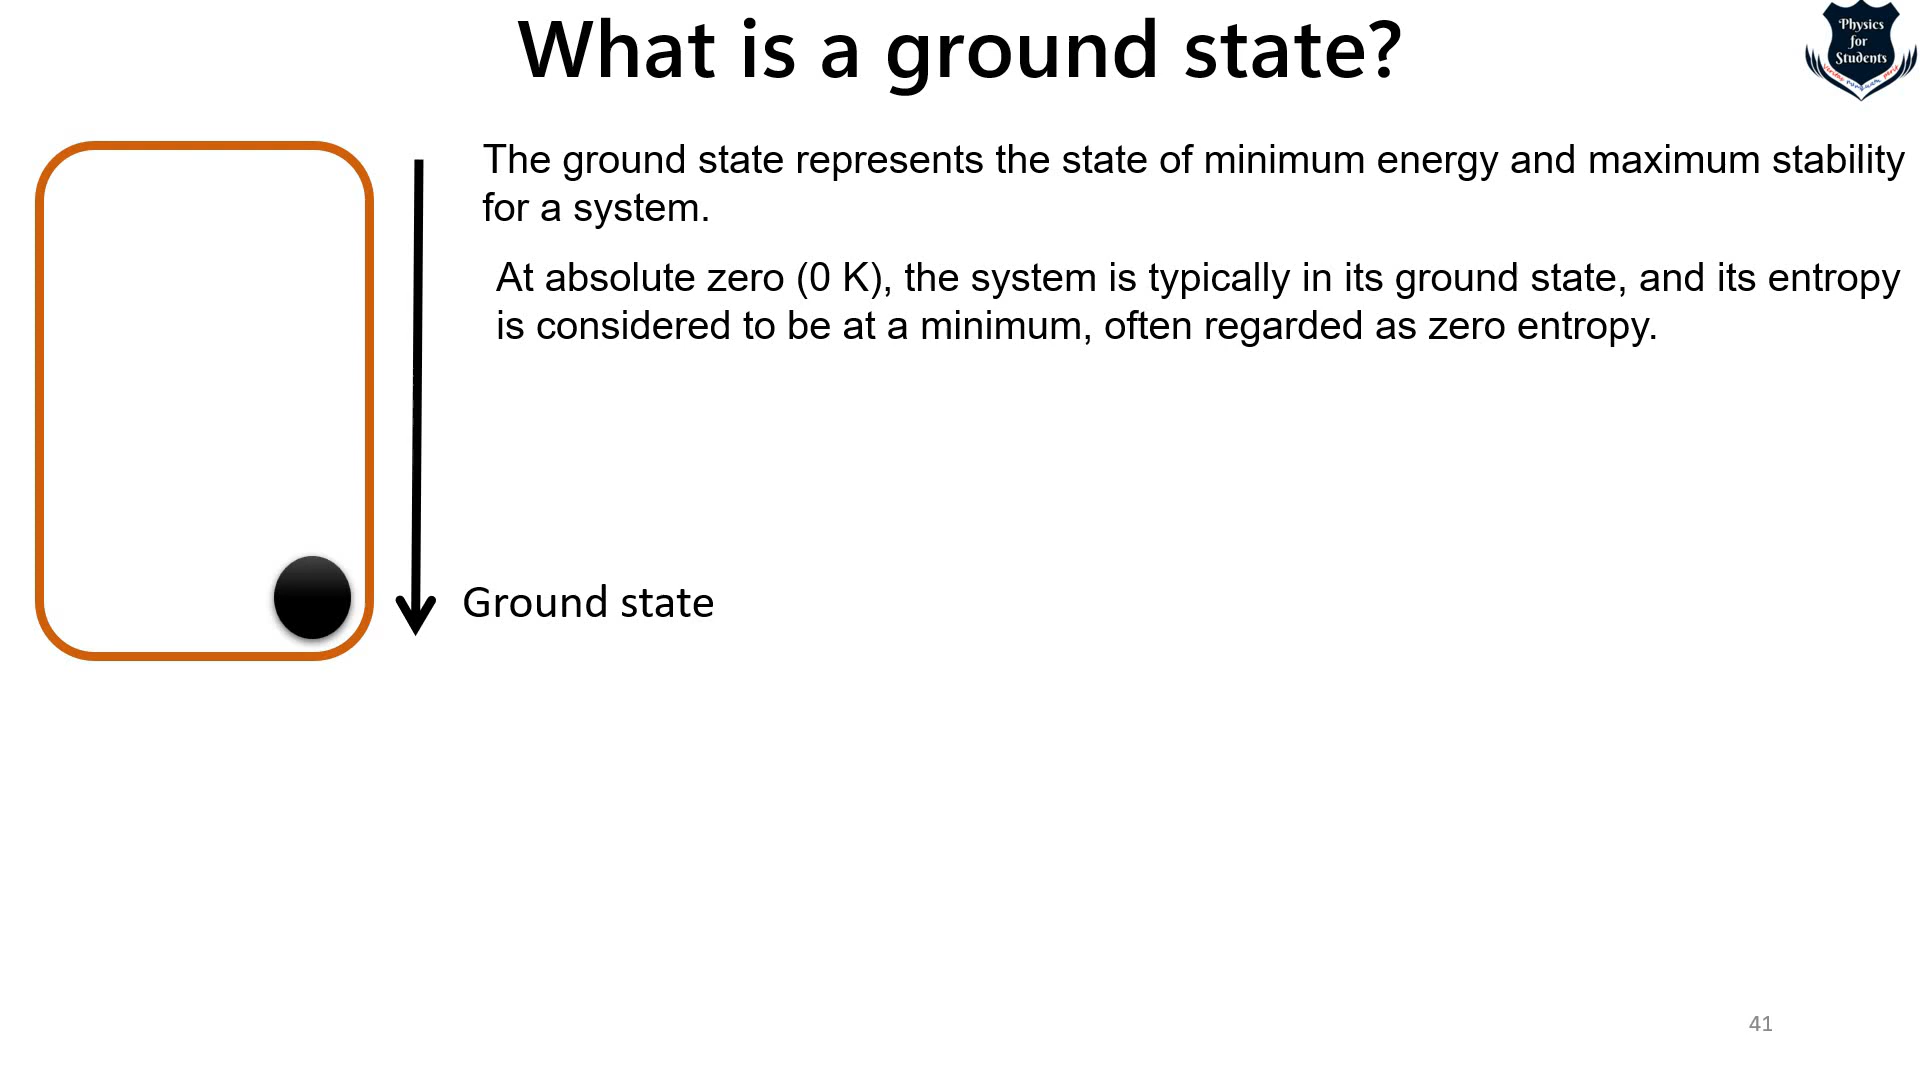 What is a ground state?
Physics
for
Students
The ground state represents the state of minimum energy and maximum stability
for a system.
At absolute zero (0 K), the system is typically in its ground state, and its entropy
is considered to be at a minimum, often regarded as zero entropy.
Ground state
41